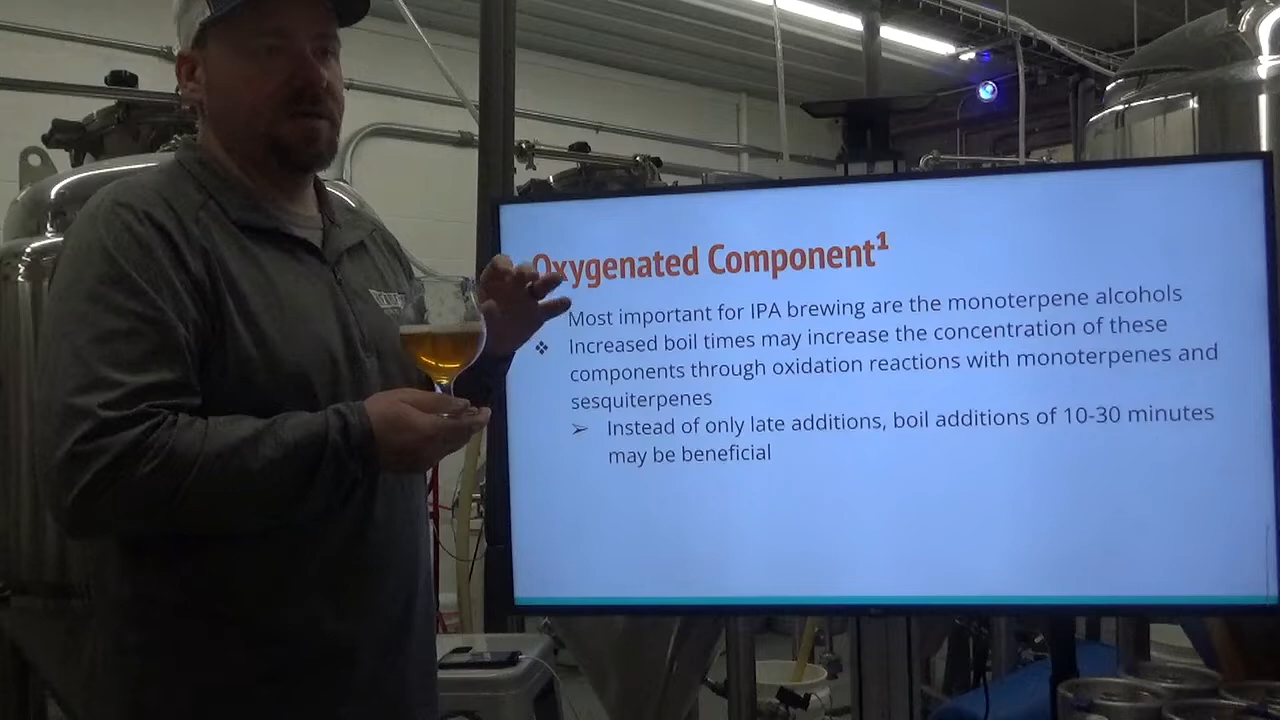 Oxygenated Component¹
Most important for IPA brewing are the monoterpene alcohols
❖ Increased boil times may increase the concentration of these
components through oxidation reactions with monoterpenes and
sesquiterpenes
➢ Instead of only late additions, boil additions of 10-30 minutes
may be beneficial